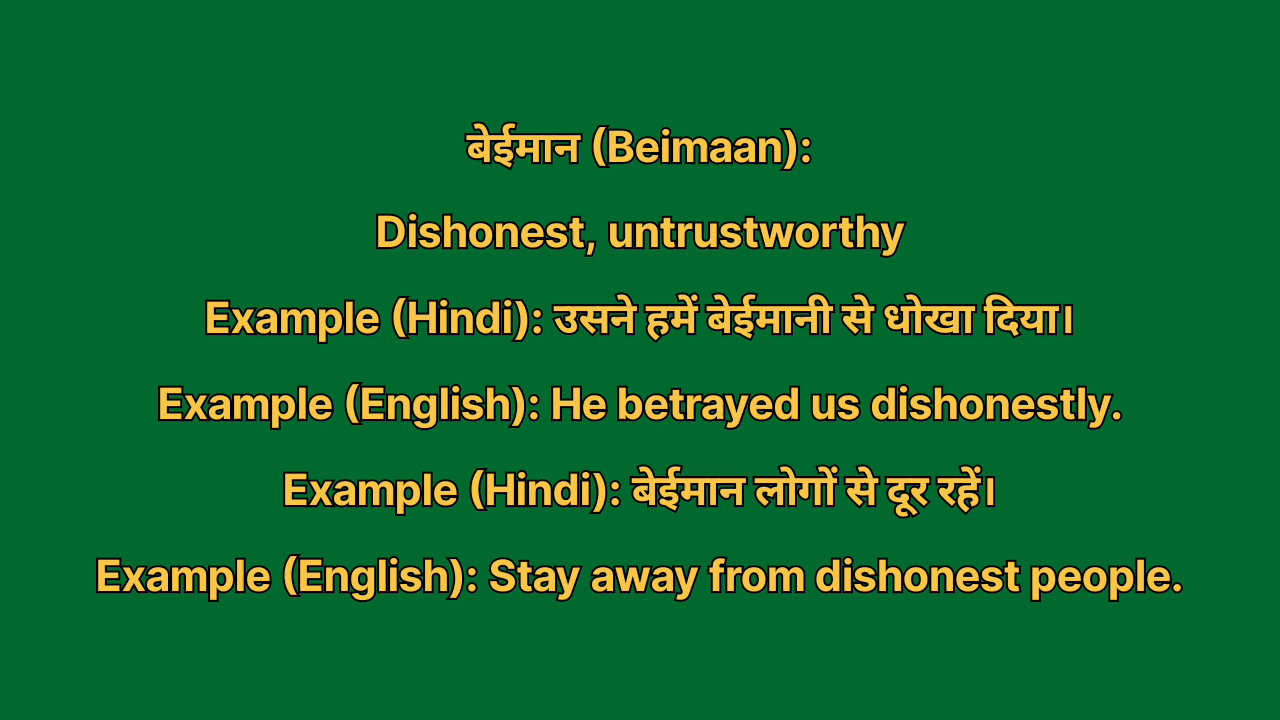 बेईमान (Beimaan):
Dishonest, untrustworthy
Example (Hindi): उसने हमें बेईमानी से धोखा दिया।
Example (English): He betrayed us dishonestly.
Example (Hindi): बेईमान लोगों से दूर रहें।
Example (English): Stay away from dishonest people.